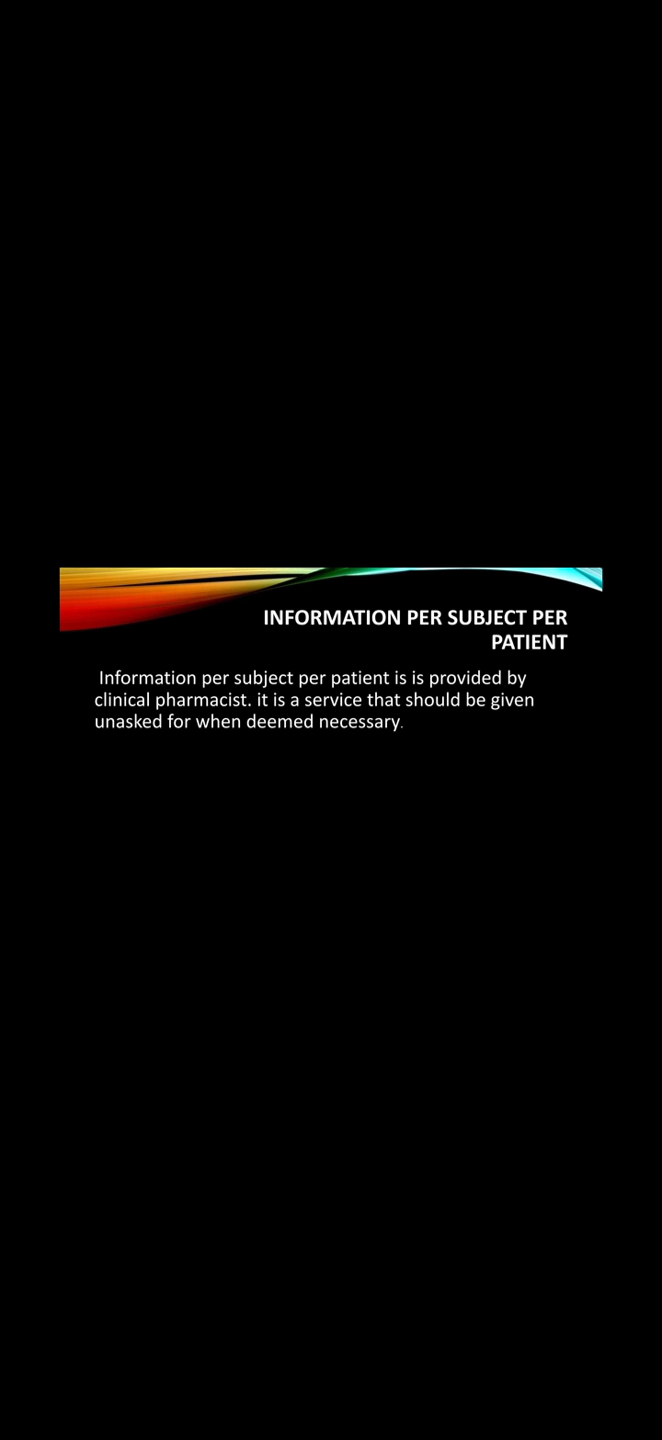 INFORMATION PER SUBJECT PER
PATIENT
Information per subject per patient is is provided by
clinical pharmacist. it is a service that should be given
unasked for when deemed necessary.